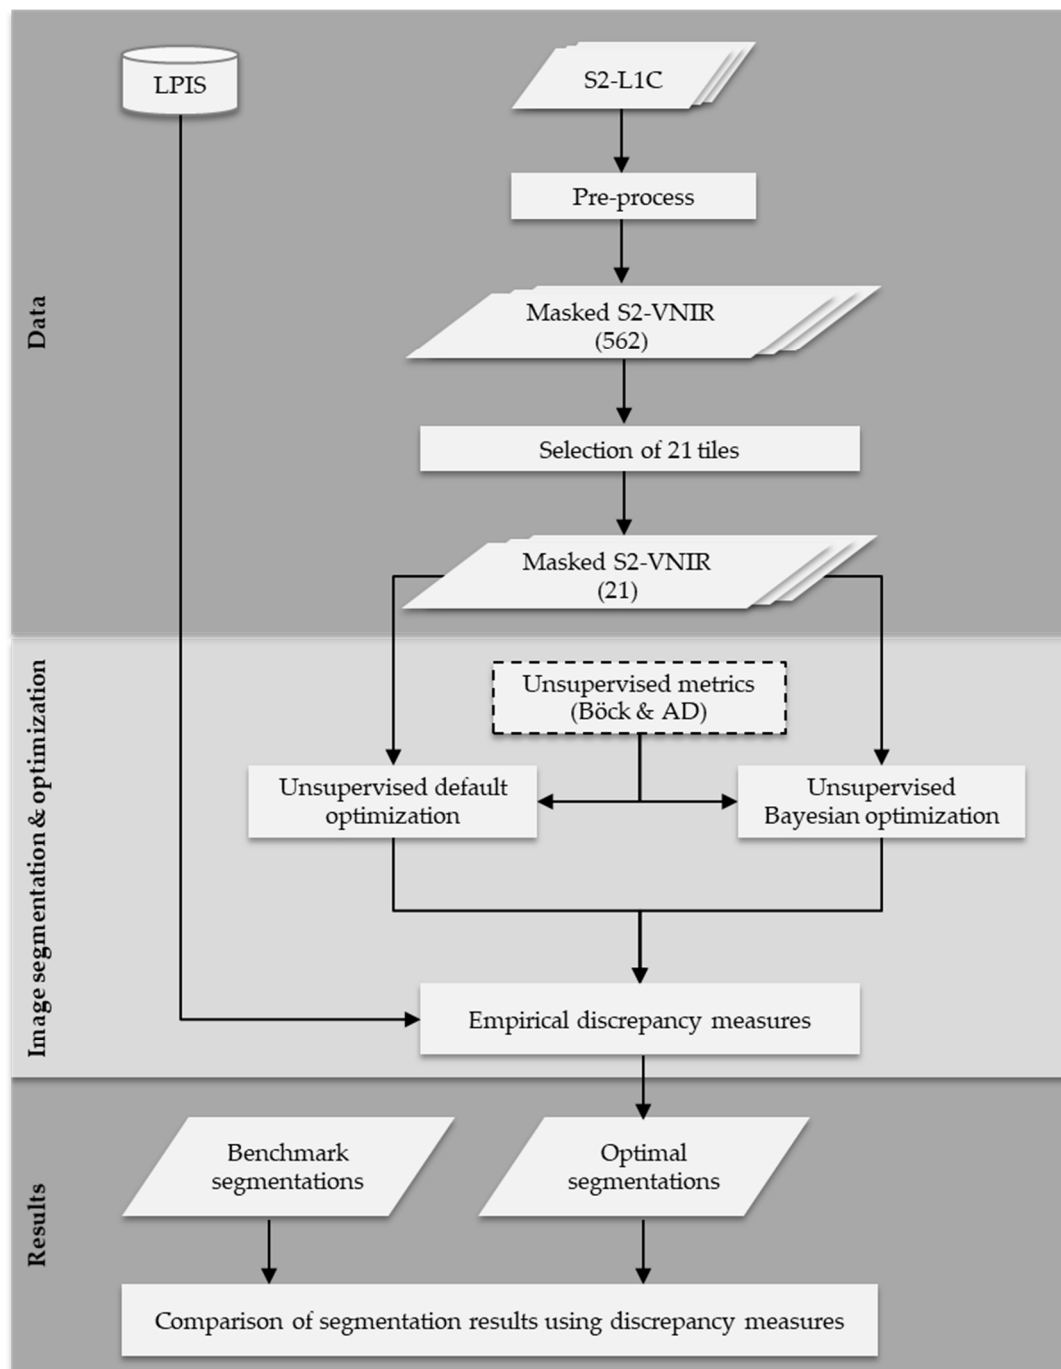 LPIS
S2-L1C
Pre-process
Data
Masked S2-VNIR
(562)
Selection of 21 tiles
Masked S2-VNIR
(21)
Image segmentation & optimization
Unsupervised metrics
(Böck & AD)
Unsupervised default
optimization
Unsupervised
Bayesian optimization
Empirical discrepancy measures
Results
Benchmark
segmentations
Optimal
segmentations
Comparison of segmentation results using discrepancy measures